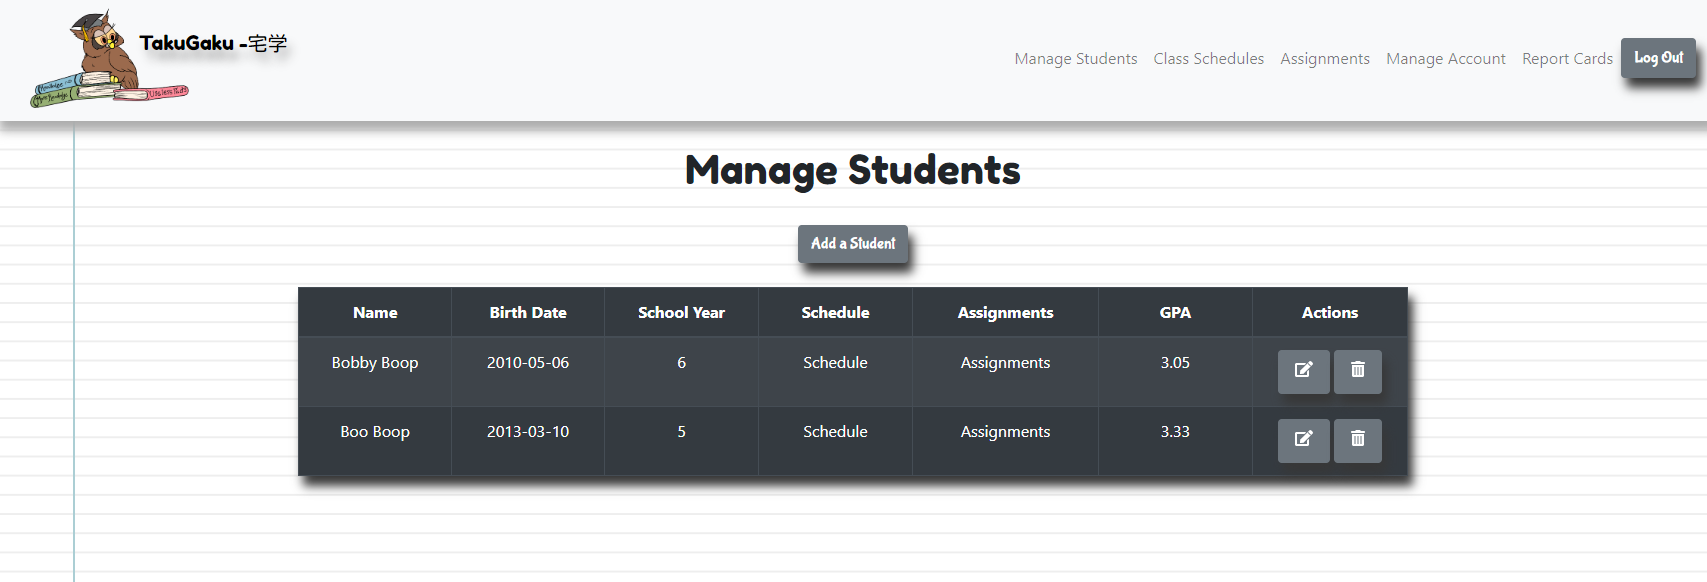 TakuGaku -宅学
Manage Students Class Schedules Assignments Manage Account Report Cards Log Out
Manage Students
Add a Student
Name Birth Date School Year Schedule Assignments GPA Actions
Bobby Boop 2010-05-06 6 Schedule Assignments 3.05
Boo Boop 2013-03-10 5 Schedule Assignments 3.33